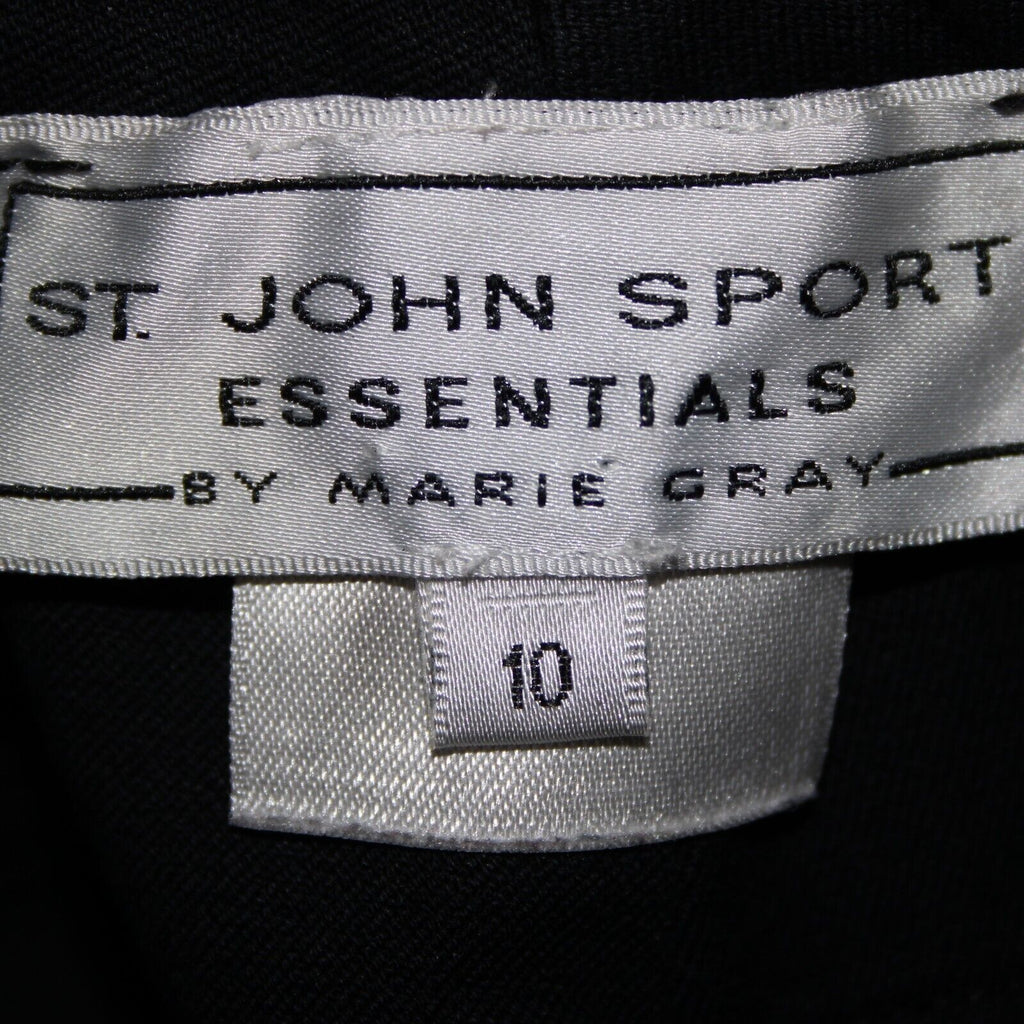 ST. JOHN SPORT
ESSENTIALS
BY MARIE GRAY
10